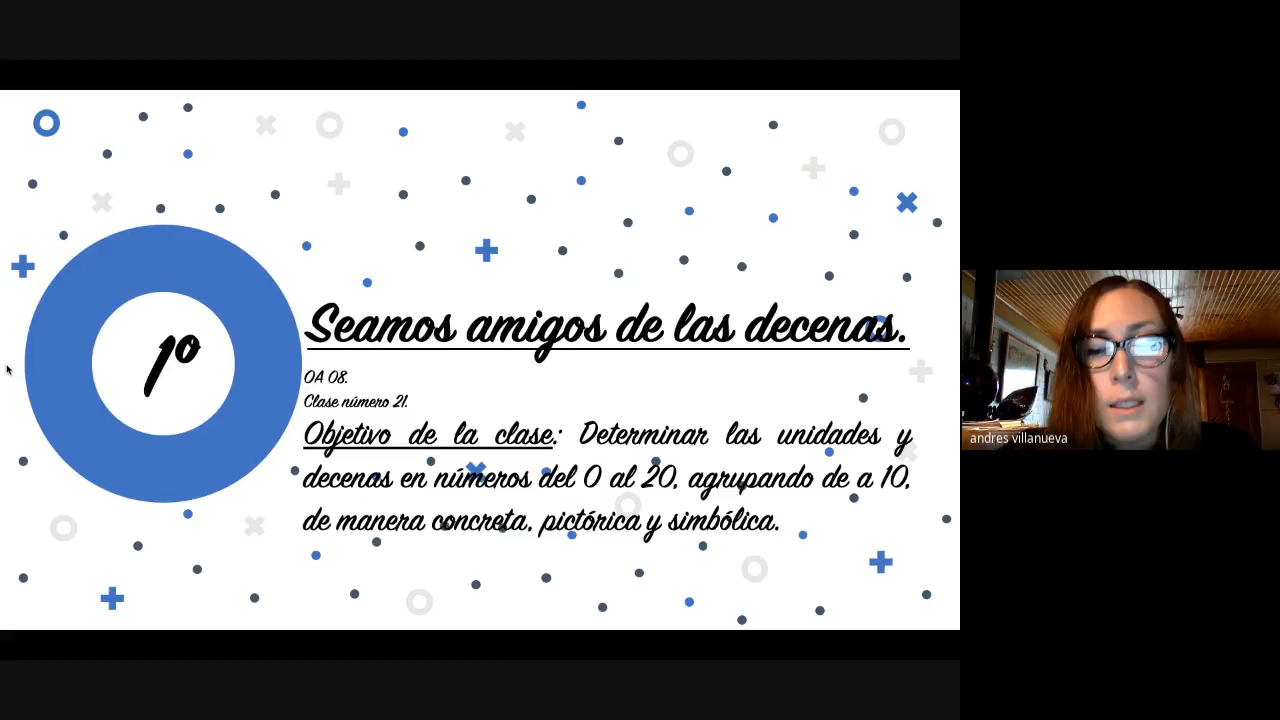 1º
Seamos amigos de las decenas.
OA 08.
Clase número 21.
Objetivo de la clase: Determinar las unidades y
decenas en números del 0 al 20, agrupando de a 10,
de manera concreta, pictórica y simbólica.
andres villanueva